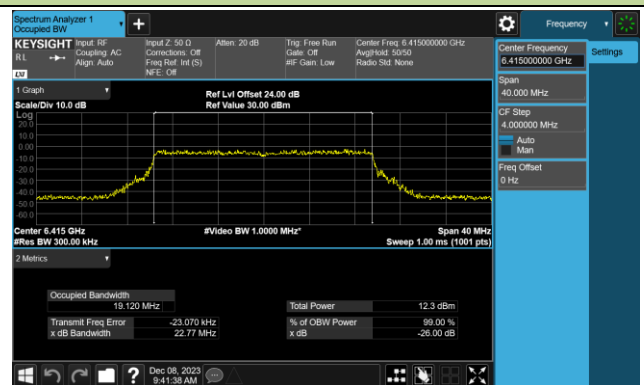 Spectrum Analyzer 1
Occupied BW
Frequency
KEYSIGHT
R L
LXI
Input: RF
Coupling: AC
Align: Auto
Input Z: 50 Ω
Corrections: Off
Freq Ref: Int (S)
NFE: Off
Atten: 20 dB
Trig: Free Run
Gate: Off
#IF Gain: Low
Center Freq: 6.415000000 GHz
Avg|Hold: 50/50
Radio Std: None
Center Frequency
6.415000000 GHz
Settings
Span
40.000 MHz
CF Step
4.000000 MHz
Auto
Man
Freq Offset
0 Hz
1 Graph
Scale/Div 10.0 dB
Ref Lvl Offset 24.00 dB
Ref Value 30.00 dBm
Log
20.0
10.0
0.00
-10.0
-20.0
-30.0
-40.0
-50.0
-60.0
Center 6.415 GHz
#Res BW 300.00 kHz
#Video BW 1.0000 MHz*
Span 40 MHz
Sweep 1.00 ms (1001 pts)
2 Metrics
Occupied Bandwidth
19.120 MHz
Total Power 12.3 dBm
Transmit Freq Error -23.070 kHz
% of OBW Power 99.00 %
x dB Bandwidth 22.77 MHz
x dB -26.00 dB
?
Dec 08, 2023
9:41:38 AM